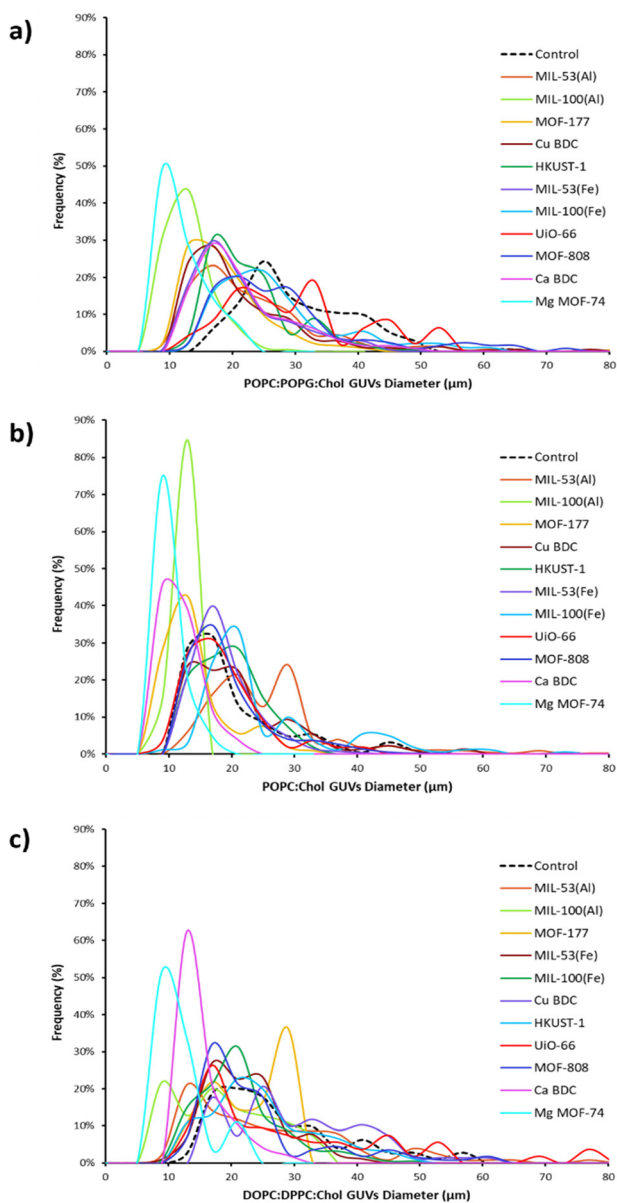 a)
90%
80%
70%
60%
50%
40%
30%
20%
10%
0%
Frequency (%)
Control
MIL-53(Al)
MIL-100(Al)
MOF-177
Cu BDC
HKUST-1
MIL-53(Fe)
MIL-100(Fe)
UiO-66
MOF-808
Ca BDC
Mg MOF-74
0 10 20 30 40 50 60 70 80
POPC:POPG:Chol GUVs Diameter (μm)
b)
90%
80%
70%
60%
50%
40%
30%
20%
10%
0%
Frequency (%)
Control
MIL-53(Al)
MIL-100(Al)
MOF-177
Cu BDC
HKUST-1
MIL-53(Fe)
MIL-100(Fe)
UiO-66
MOF-808
Ca BDC
Mg MOF-74
0 10 20 30 40 50 60 70 80
POPC:Chol GUVs Diameter (μm)
c)
90%
80%
70%
60%
50%
40%
30%
20%
10%
0%
Frequency (%)
Control
MIL-53(Al)
MIL-100(Al)
MOF-177
MIL-53(Fe)
MIL-100(Fe)
Cu BDC
HKUST-1
UiO-66
MOF-808
Ca BDC
Mg MOF-74
0 10 20 30 40 50 60 70 80
DOPC:DPPC:Chol GUVs Diameter (μm)